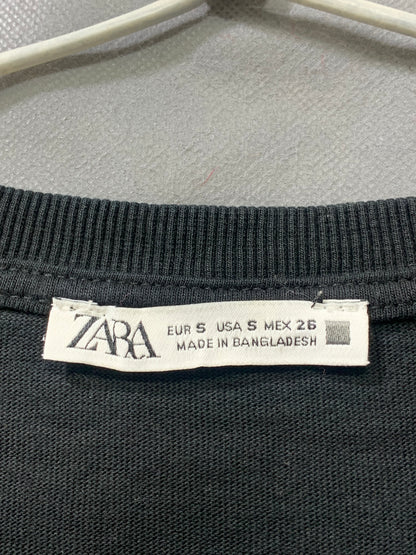 ZARA
EUR S USA S MEX 26
MADE IN BANGLADESH